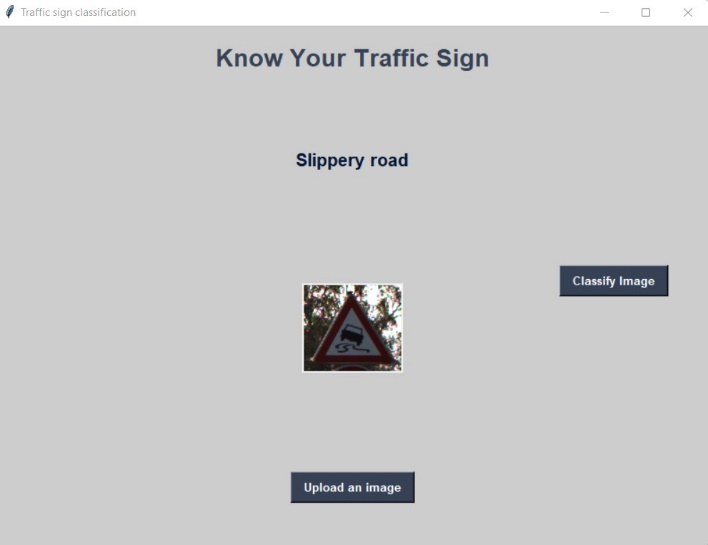 Traffic sign classification
Know Your Traffic Sign
Slippery road
Classify Image
Upload an image